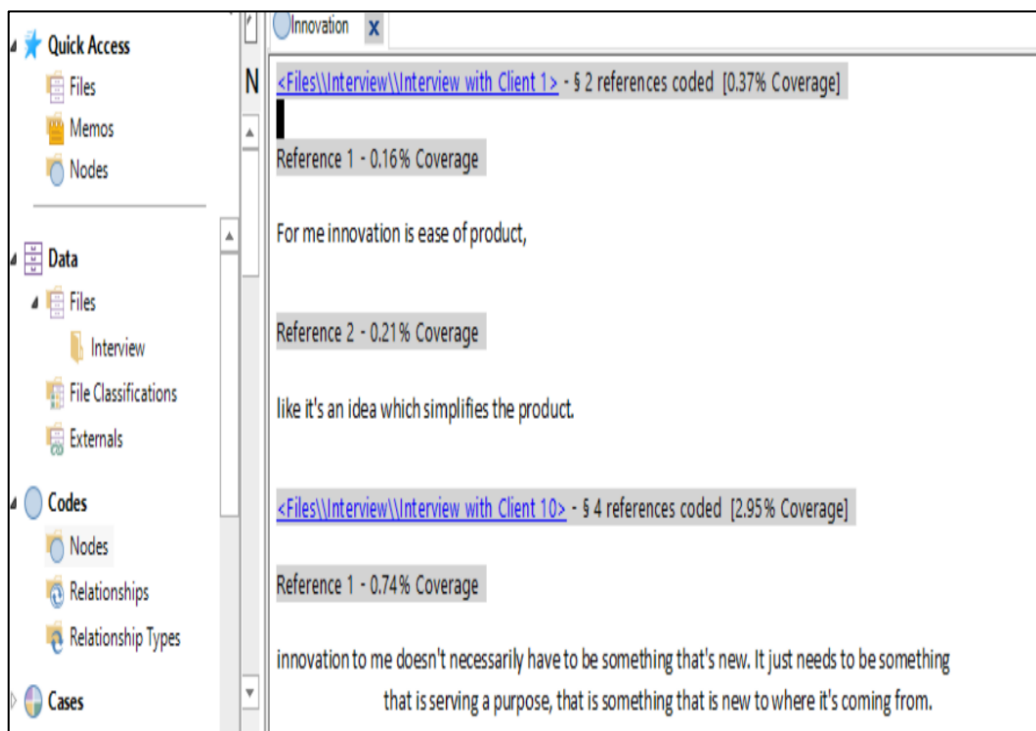 Quick Access
Files
Memos
Nodes
Data
Files
Interview
File Classifications
Externals
Codes
Nodes
Relationships
Relationship Types
Cases
Innovation x
N
<Files\\Interview\\Interview with Client 1> - § 2 references coded [0.37% Coverage]
Reference 1 - 0.16% Coverage
For me innovation is ease of product,
Reference 2 - 0.21% Coverage
like it's an idea which simplifies the product.
<Files\\Interview\\Interview with Client 10> - § 4 references coded [2.95% Coverage]
Reference 1 - 0.74% Coverage
innovation to me doesn't necessarily have to be something that's new. It just needs to be something
that is serving a purpose, that is something that is new to where it's coming from.